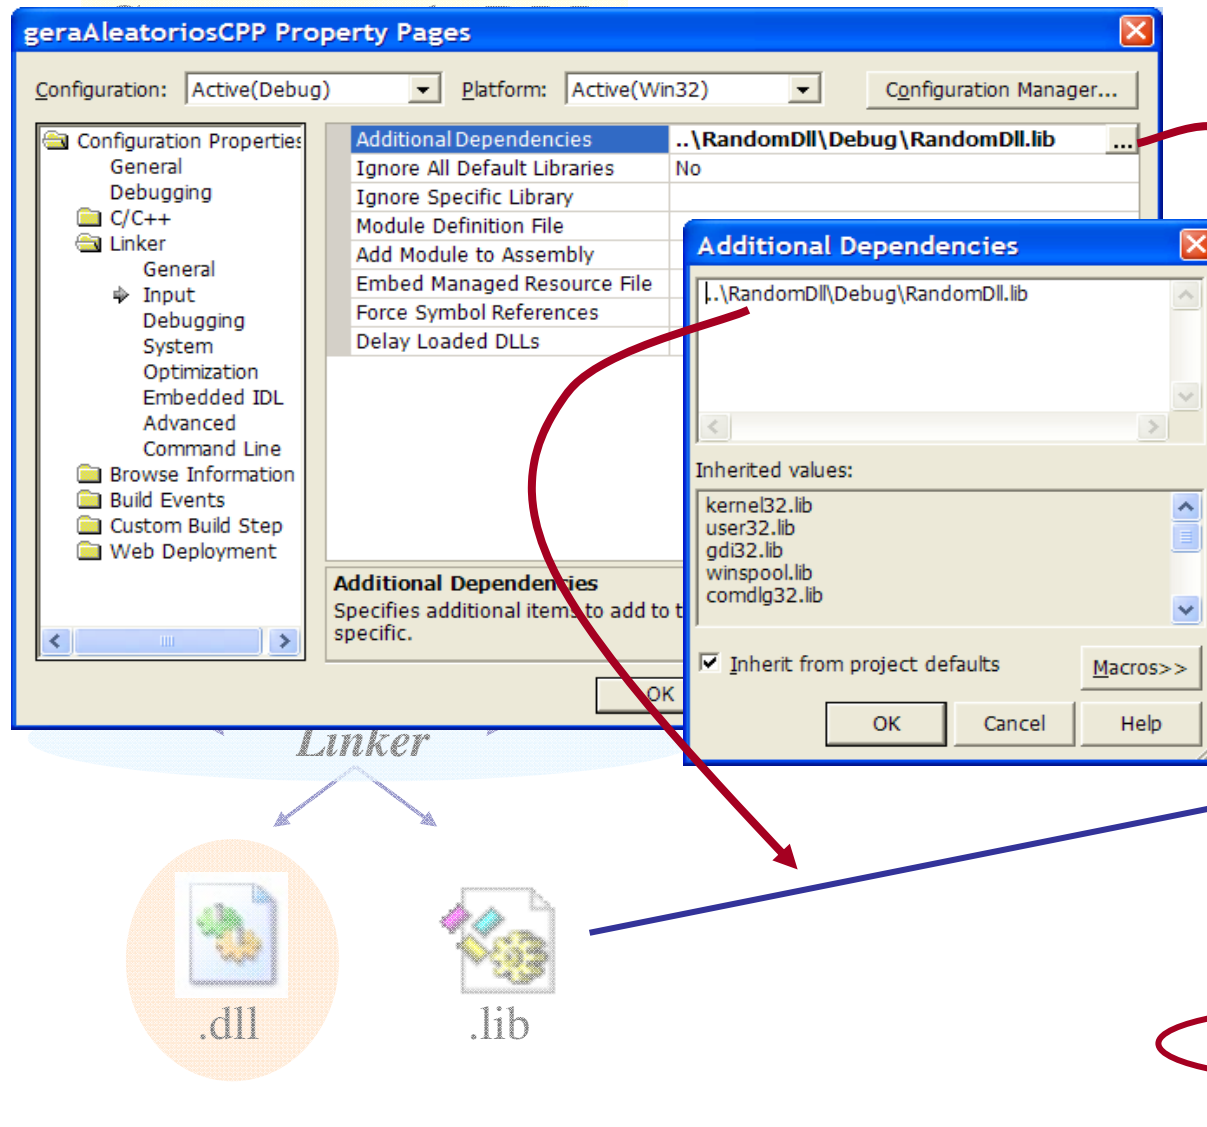 geraAleatoriosCPP Property Pages
Configuration: Active(Debug) Platform: Active(Win32) Configuration Manager...
Configuration Properties
General
Debugging
C/C++
Linker
General
Input
Debugging
System
Optimization
Embedded IDL
Advanced
Command Line
Browse Information
Build Events
Custom Build Step
Web Deployment
Additional Dependencies ..\RandomDll\Debug\RandomDll.lib ...
Ignore All Default Libraries No
Ignore Specific Library
Module Definition File
Add Module to Assembly
Embed Managed Resource File
Force Symbol References
Delay Loaded DLLs
Additional Dependencies
Specifies additional items to add to t
specific.
OK
Additional Dependencies
..\RandomDll\Debug\RandomDll.lib
Inherited values:
kernel32.lib
user32.lib
gdi32.lib
winspool.lib
comdlg32.lib
Inherit from project defaults
Macros>>
OK Cancel Help
Linker
.dll .lib